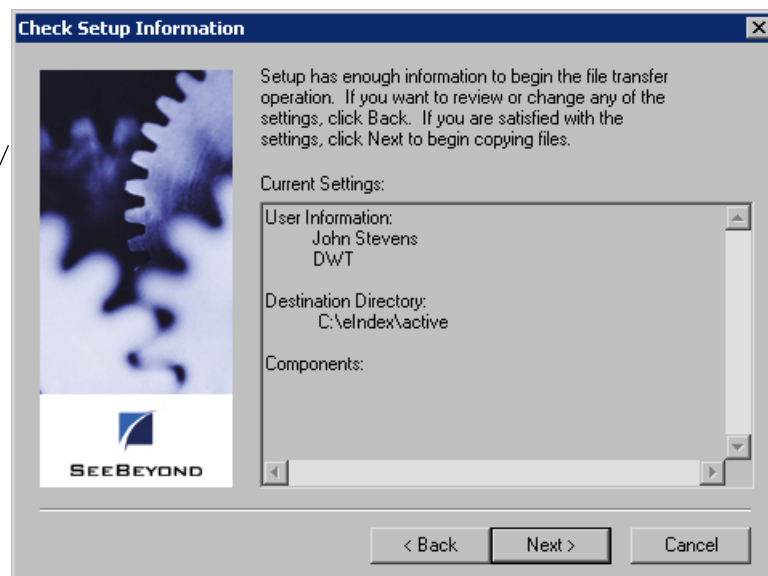 Check Setup Information
Setup has enough information to begin the file transfer
operation. If you want to review or change any of the
settings, click Back. If you are satisfied with the
settings, click Next to begin copying files.
Current Settings:
User Information:
John Stevens
DWT
Destination Directory:
C:\eIndex\active
Components:
SEEBEYOND
< Back
Next >
Cancel